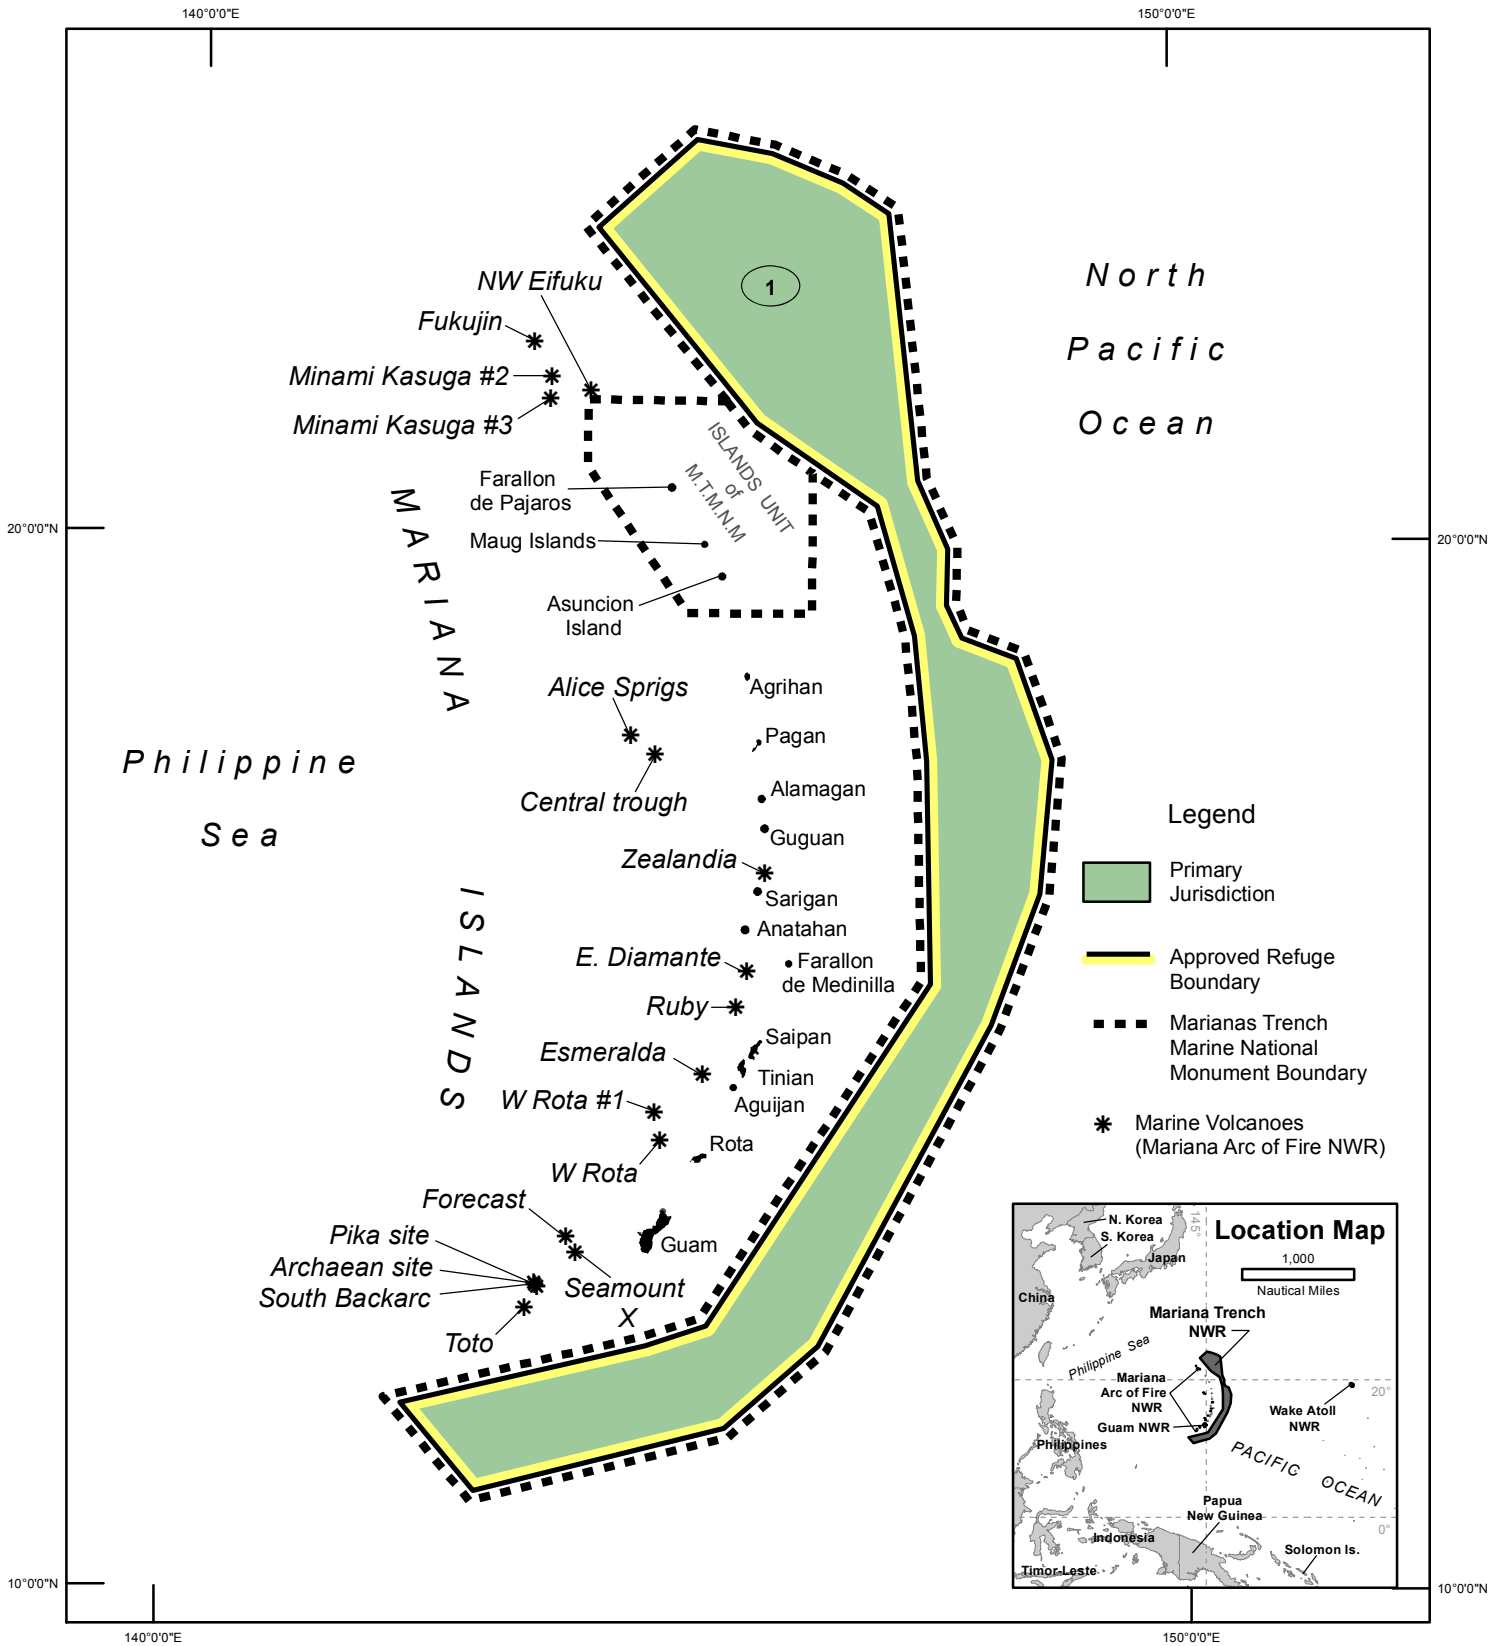 140°0'0"E
150°0'0"E
North
Pacific
Ocean
1
NW Eifuku
Fukujin
Minami Kasuga #2
Minami Kasuga #3
ISLANDS UNIT
of
M.T.M.N.M
Farallon
de Pajaros
Maug Islands
Asuncion
Island
20°0'0"N
20°0'0"N
MARIANA
ISLANDS
Philippine
Sea
Alice Sprigs
Central trough
Agrihan
Pagan
Alamagan
Guguan
Zealandia
Sarigan
Anatahan
E. Diamante
Farallon
de Medinilla
Ruby
Saipan
Esmeralda
Tinian
Aguijan
W Rota #1
Rota
W Rota
Forecast
Pika site
Archaean site
South Backarc
Guam
Seamount
X
Toto
Legend
Primary
Jurisdiction
Approved Refuge
Boundary
Marianas Trench
Marine National
Monument Boundary
Marine Volcanoes
(Mariana Arc of Fire NWR)
Location Map
1,000
Nautical Miles
145°
N. Korea
S. Korea
Japan
China
Mariana Trench
NWR
Philippine Sea
Mariana
Arc of Fire
NWR
Guam NWR
20°
Wake Atoll
NWR
Philippines
PACIFIC OCEAN
Papua
New Guinea
0°
Indonesia
Solomon Is.
Timor-Leste
10°0'0"N
10°0'0"N
140°0'0"E
150°0'0"E